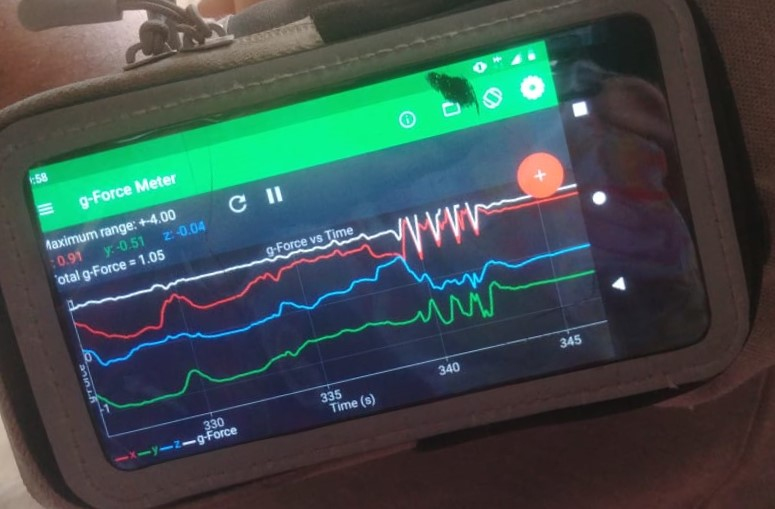 :58
g-Force Meter
Maximum range: +-4.00
: 0.91 y: -0.51 z: -0.04
Total g-Force = 1.05
g-Force vs Time
1
0
-1
330 335 340 345
Time (s)
x y z g-Force